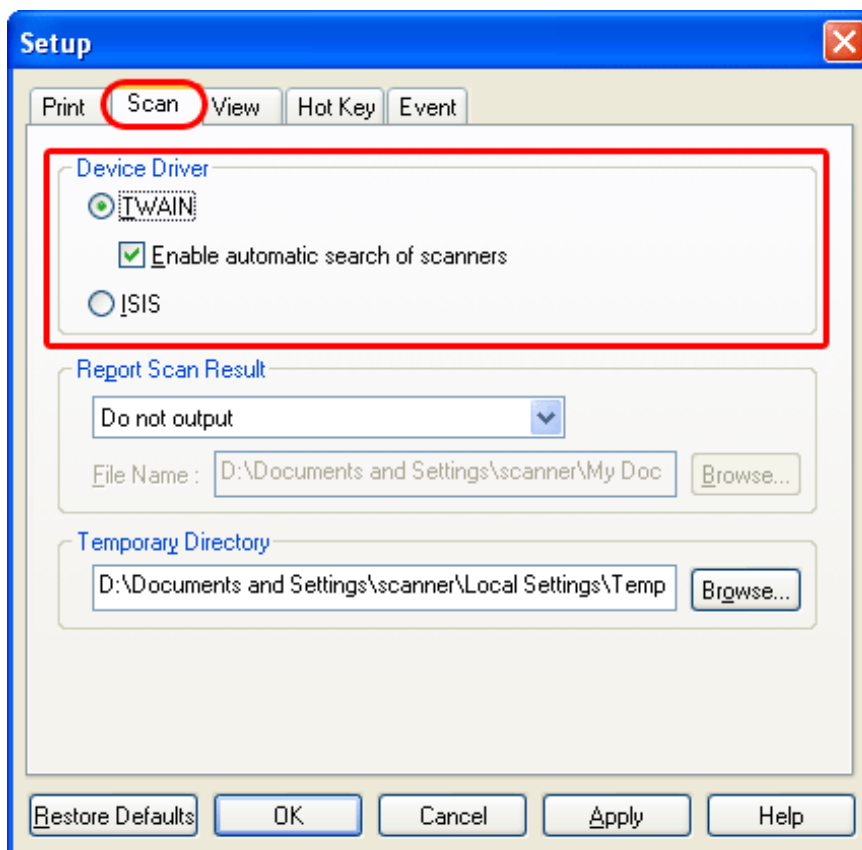 Setup
Print Scan View Hot Key Event
Device Driver
TWAIN
Enable automatic search of scanners
ISIS
Report Scan Result
Do not output
File Name : D:\Documents and Settings\scanner\My Doc Browse...
Temporary Directory
D:\Documents and Settings\scanner\Local Settings\Temp Browse...
Restore Defaults OK Cancel Apply Help